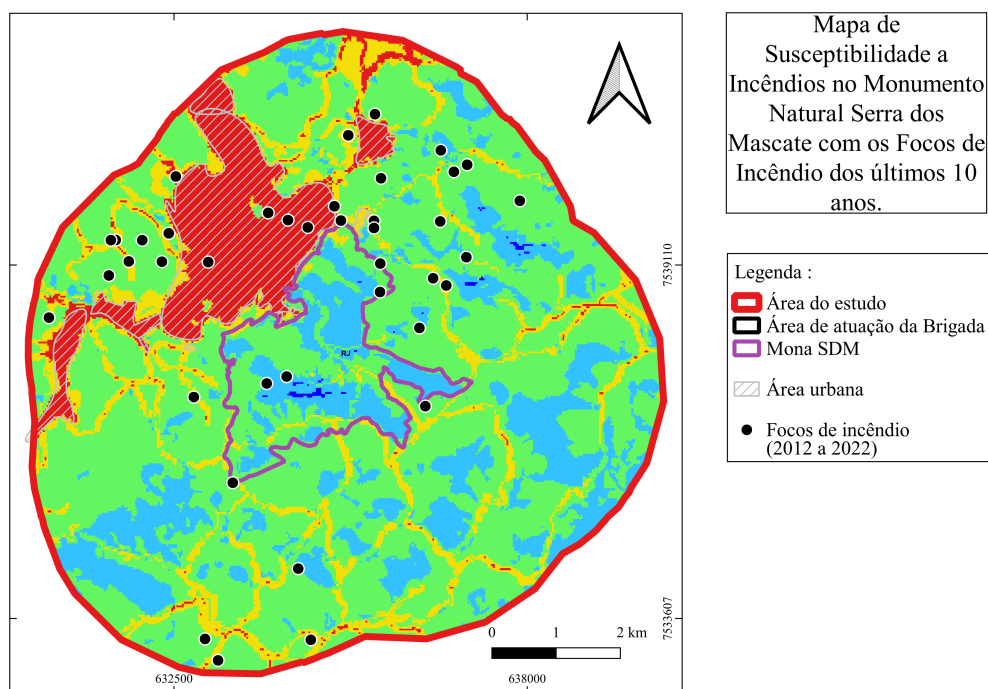 Mapa de
Susceptibilidade a
Incêndios no Monumento
Natural Serra dos
Mascate com os Focos de
Incêndio dos últimos 10
anos.
Legenda :
Área do estudo
Área de atuação da Brigada
Mona SDM
Área urbana
Focos de incêndio
(2012 a 2022)
RJ
7539110
7533607
0 1 2 km
632500 638000